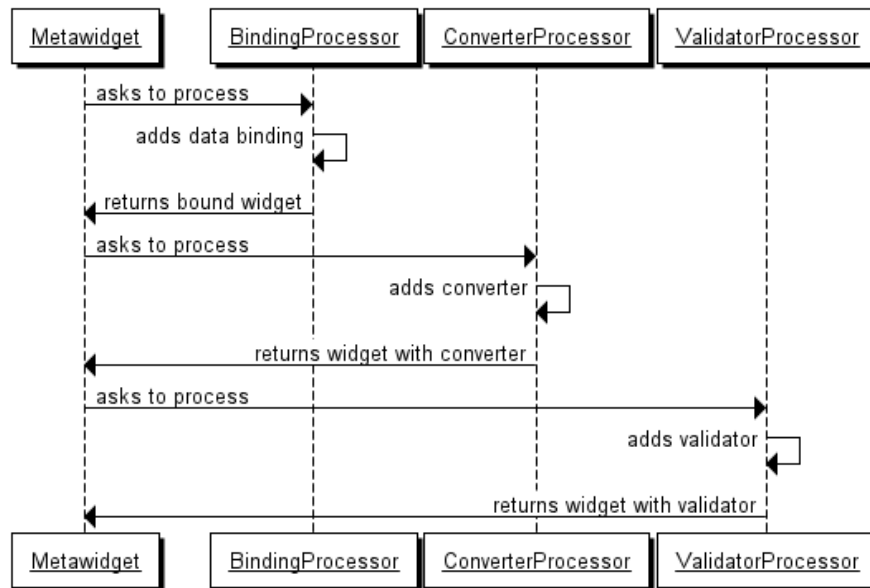 Metawidget BindingProcessor ConverterProcessor ValidatorProcessor
asks to process
adds data binding
returns bound widget
asks to process
adds converter
returns widget with converter
asks to process
adds validator
returns widget with validator
Metawidget BindingProcessor ConverterProcessor ValidatorProcessor